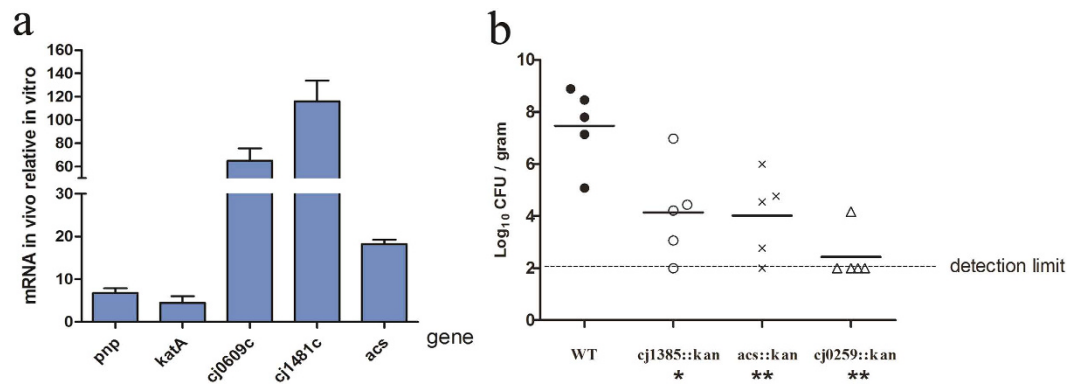 a
mRNA in vivo relative in vitro
160
140
120
100
80
60
30
20
10
0
pnp
katA
cj0609c
cj1481c
acs
gene
b
Log10 CFU / gram
10
8
6
4
2
0
detection limit
WT
cj1385::kan
acs::kan
cj0259::kan
*
**
**